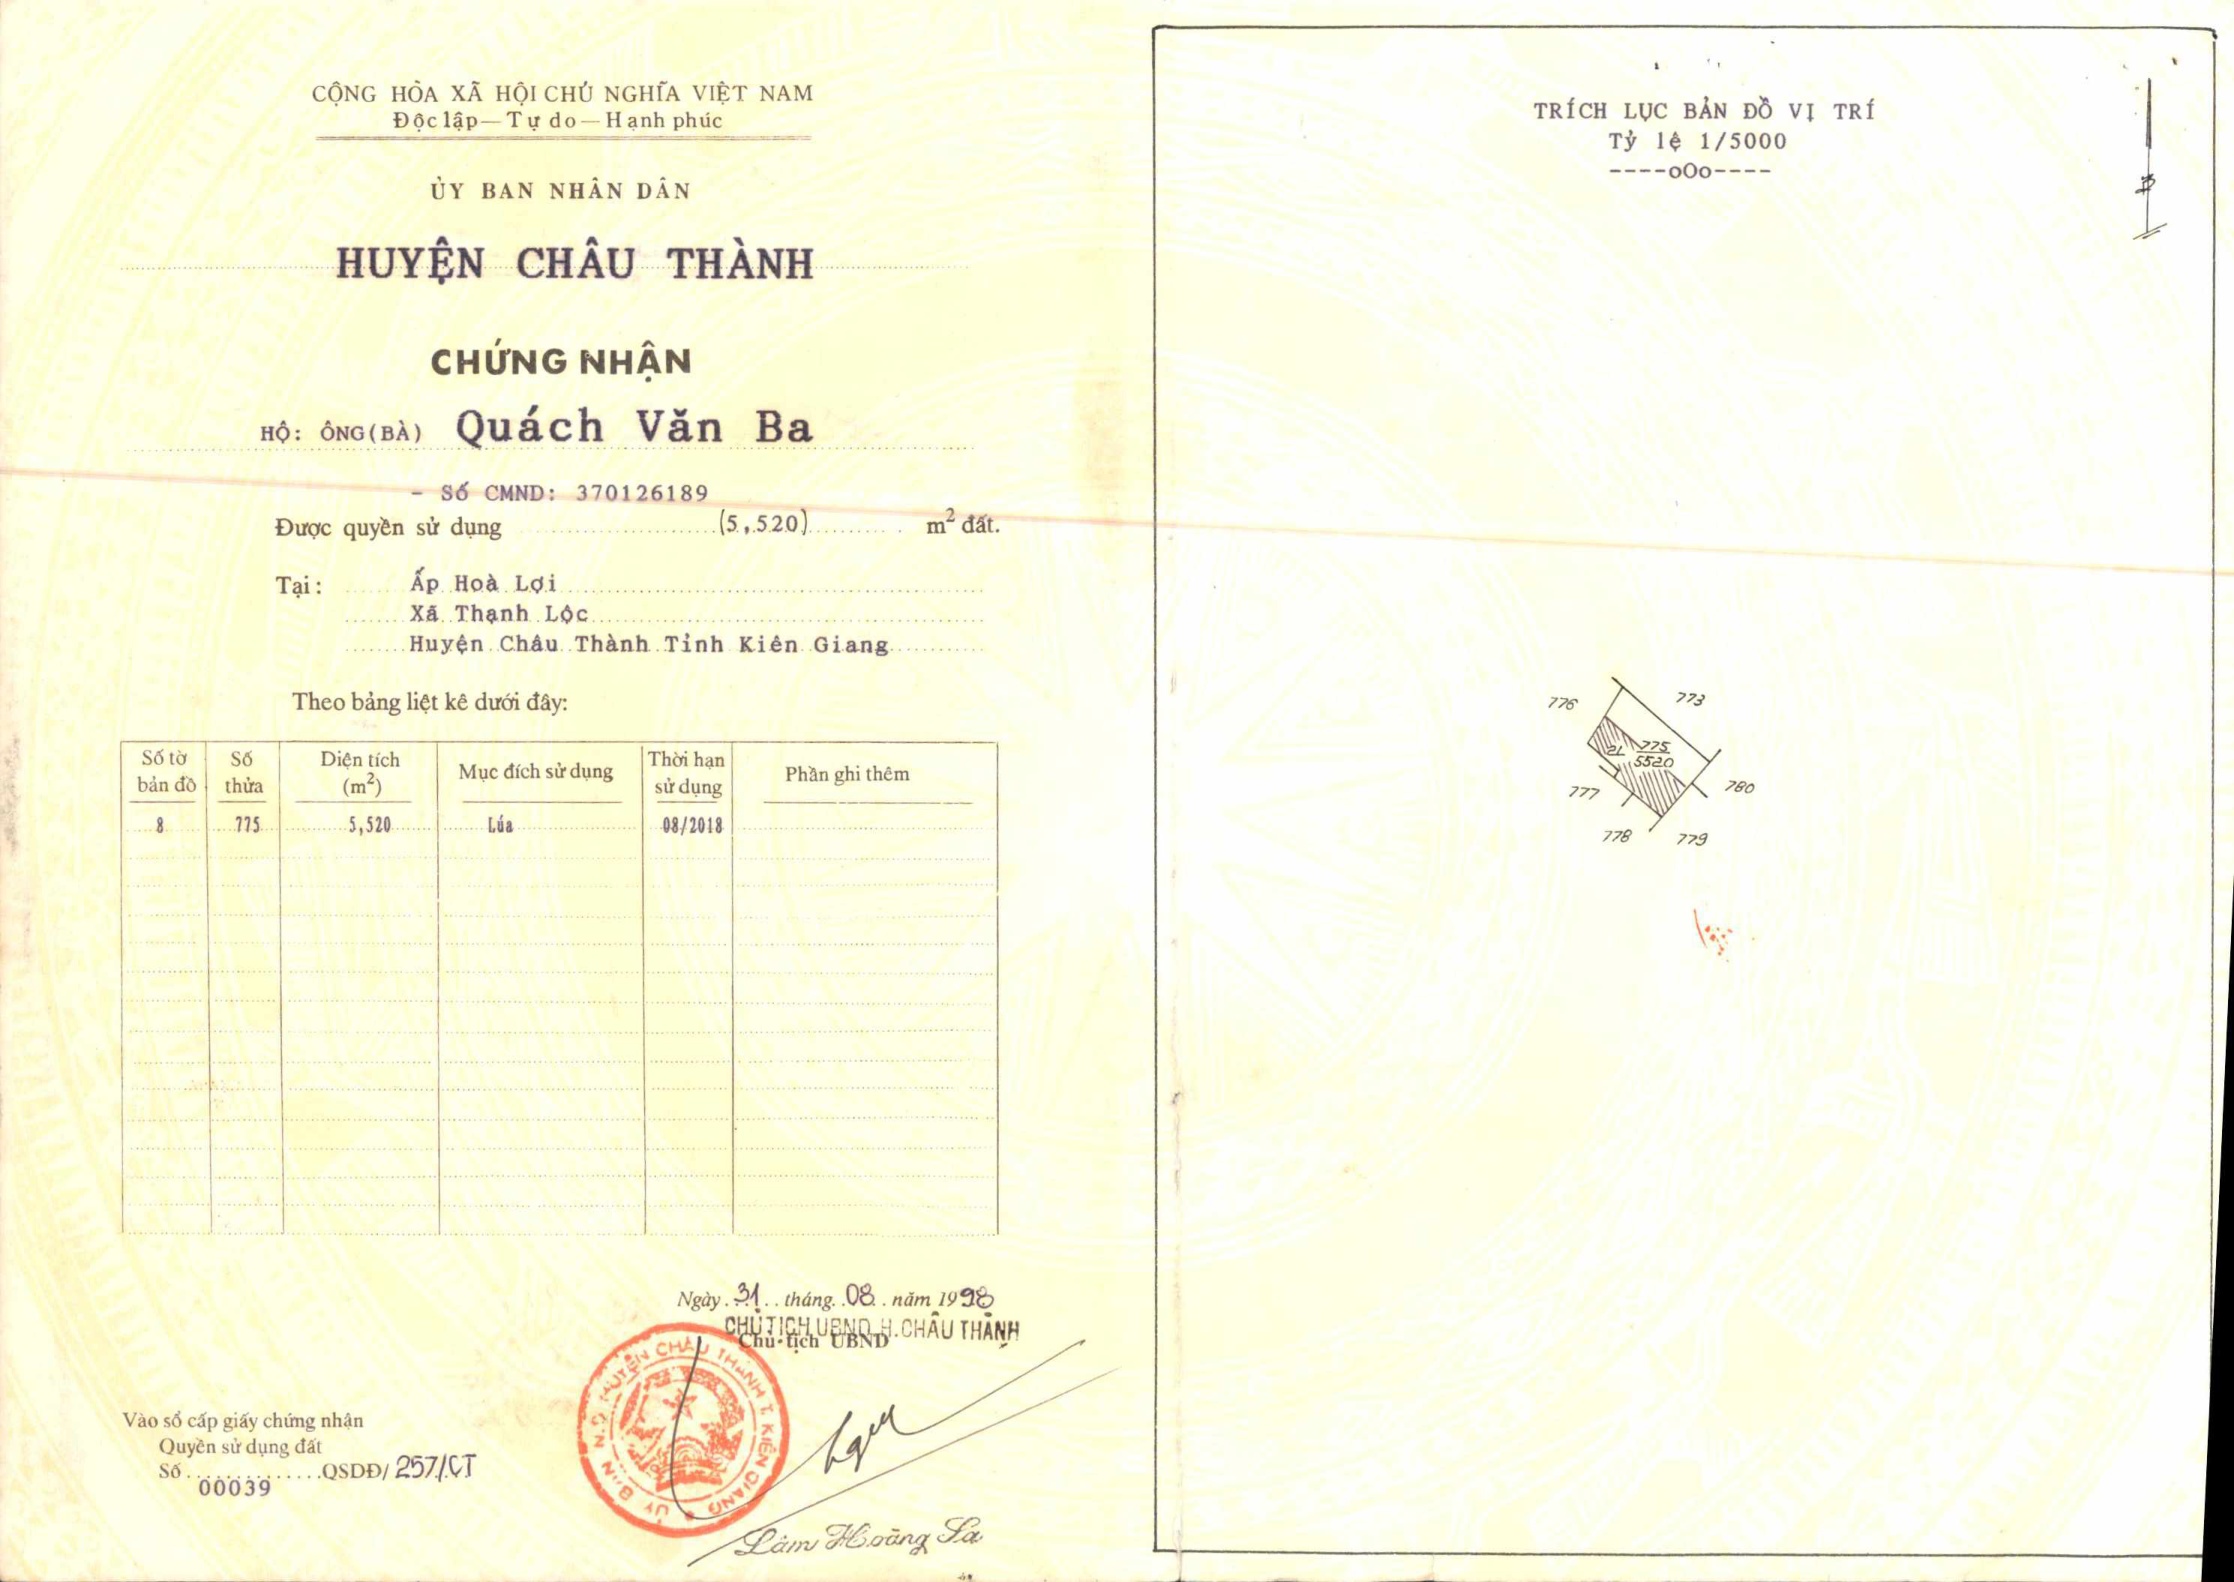 CỘNG HÒA XÃ HỘI CHỦ NGHĨA VIỆT NAM
Độc lập — Tự do — Hạnh phúc
ỦY BAN NHÂN DÂN
HUYỆN CHÂU THÀNH
CHỨNG NHẬN
HỘ: ÔNG(BÀ) Quách Văn Ba
- Số CMND: 370126189
Được quyền sử dụng (5,520) m² đất.
Tại: Ấp Hoà Lợi
Xã Thạnh Lộc
Huyện Châu Thành Tỉnh Kiên Giang
Theo bảng liệt kê dưới đây:
Số tờ bản đồ Số thửa Diện tích (m²) Mục đích sử dụng Thời hạn sử dụng Phần ghi thêm
8 775 5,520 Lúa 08/2018
Ngày 31 tháng 08 năm 1998
CHỦ TỊCH UBND H. CHÂU THÀNH
Chủ tịch UBND
ỦY BAN N.D HUYỆN CHÂU THÀNH T. KIÊN GIANG
Lâm Hoàng Sa
Vào sổ cấp giấy chứng nhận
Quyền sử dụng đất
Số ............... QSDĐ/ 257/CT
00039
TRÍCH LỤC BẢN ĐỒ VỊ TRÍ
Tỷ lệ 1/5000
----oOo----
776 773
2L 775
5520
777 780
778 779